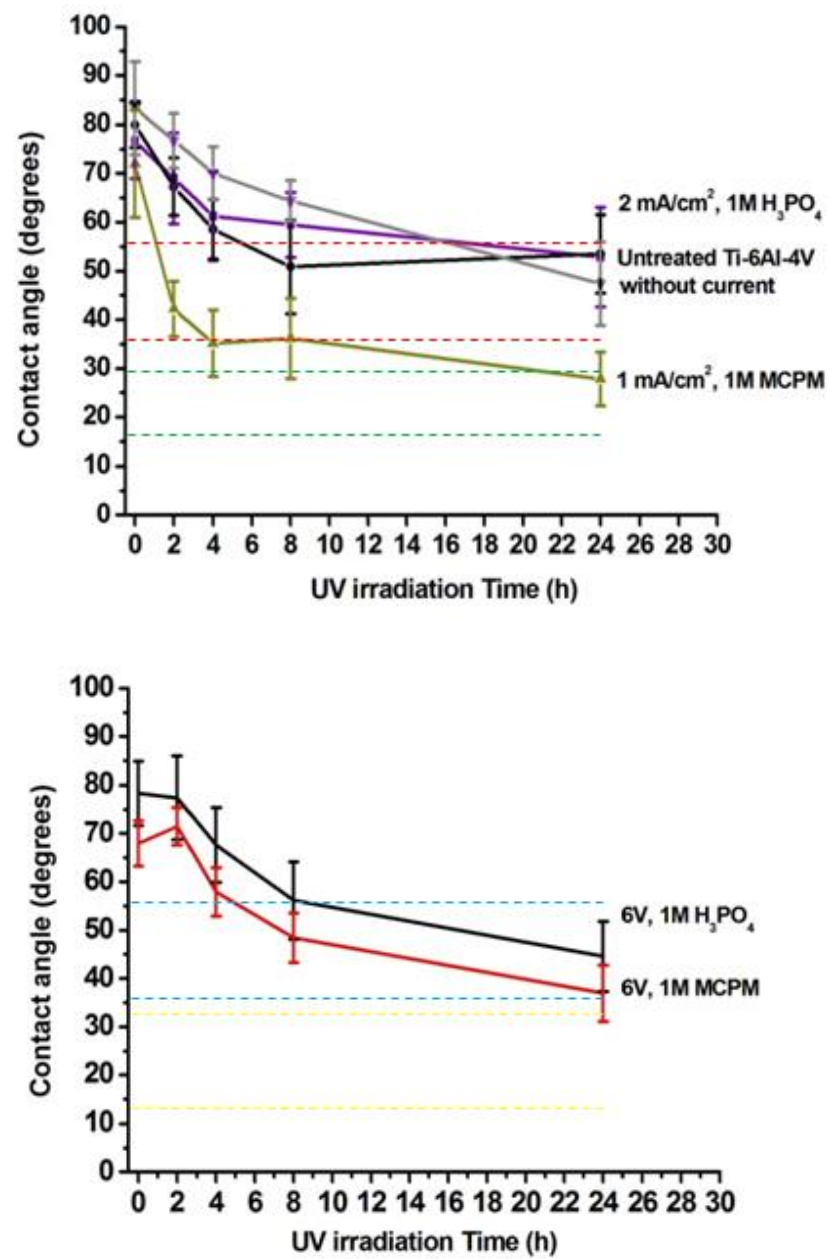 Contact angle (degrees)
100
90
80
70
60
50
40
30
20
10
0
2 mA/cm², 1M H₃PO₄
Untreated Ti-6Al-4V
without current
1 mA/cm², 1M MCPM
0 2 4 6 8 10 12 14 16 18 20 22 24 26 28 30
UV irradiation Time (h)
Contact angle (degrees)
100
90
80
70
60
50
40
30
20
10
0
6V, 1M H₃PO₄
6V, 1M MCPM
0 2 4 6 8 10 12 14 16 18 20 22 24 26 28 30
UV irradiation Time (h)